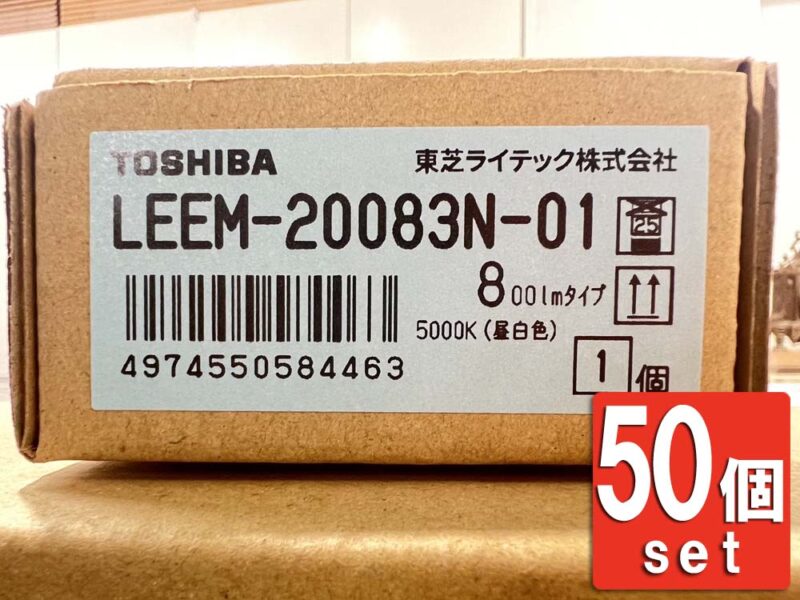 TOSHIBA
東芝ライテック株式会社
LEEM-20083N-01
25
800lmタイプ
5000K(昼白色)
4974550584463
1個
50個
set